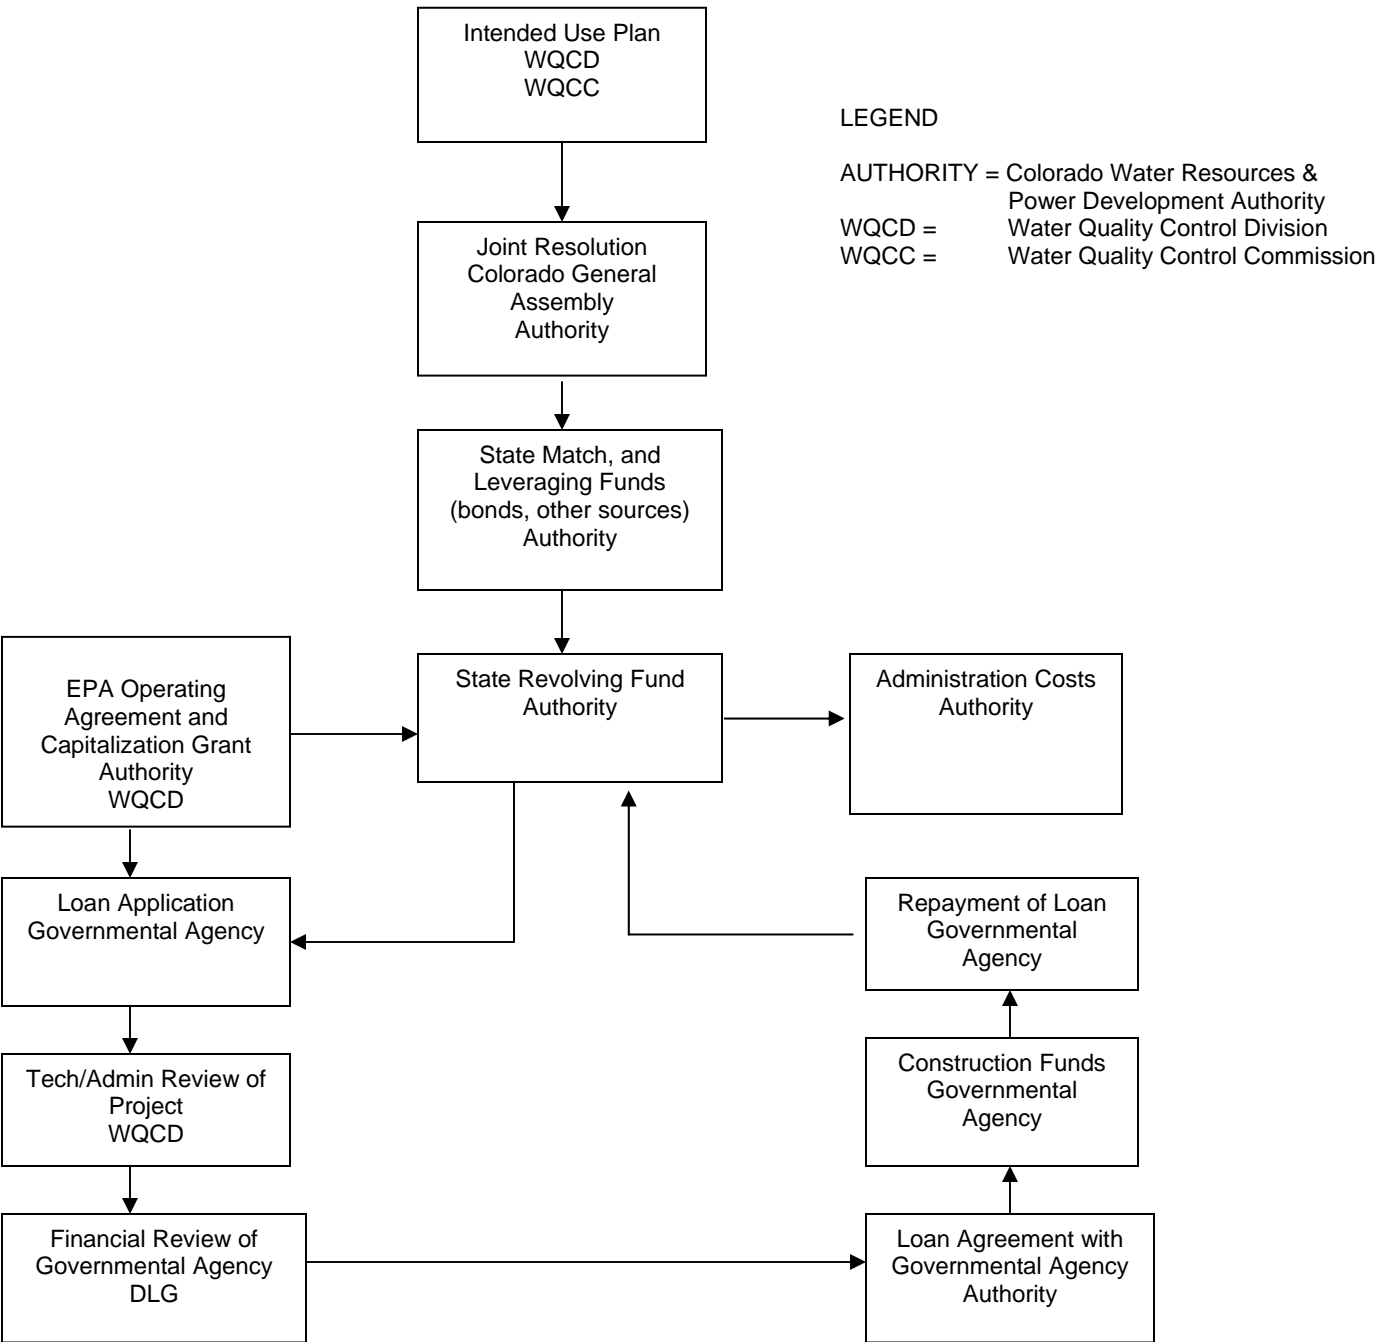 Intended Use Plan
WQCD
WQCC
LEGEND
AUTHORITY = Colorado Water Resources &
Power Development Authority
WQCD = Water Quality Control Division
WQCC = Water Quality Control Commission
Joint Resolution
Colorado General
Assembly
Authority
State Match, and
Leveraging Funds
(bonds, other sources)
Authority
EPA Operating
Agreement and
Capitalization Grant
Authority
WQCD
State Revolving Fund
Authority
Administration Costs
Authority
Loan Application
Governmental Agency
Repayment of Loan
Governmental
Agency
Tech/Admin Review of
Project
WQCD
Construction Funds
Governmental
Agency
Financial Review of
Governmental Agency
DLG
Loan Agreement with
Governmental Agency
Authority